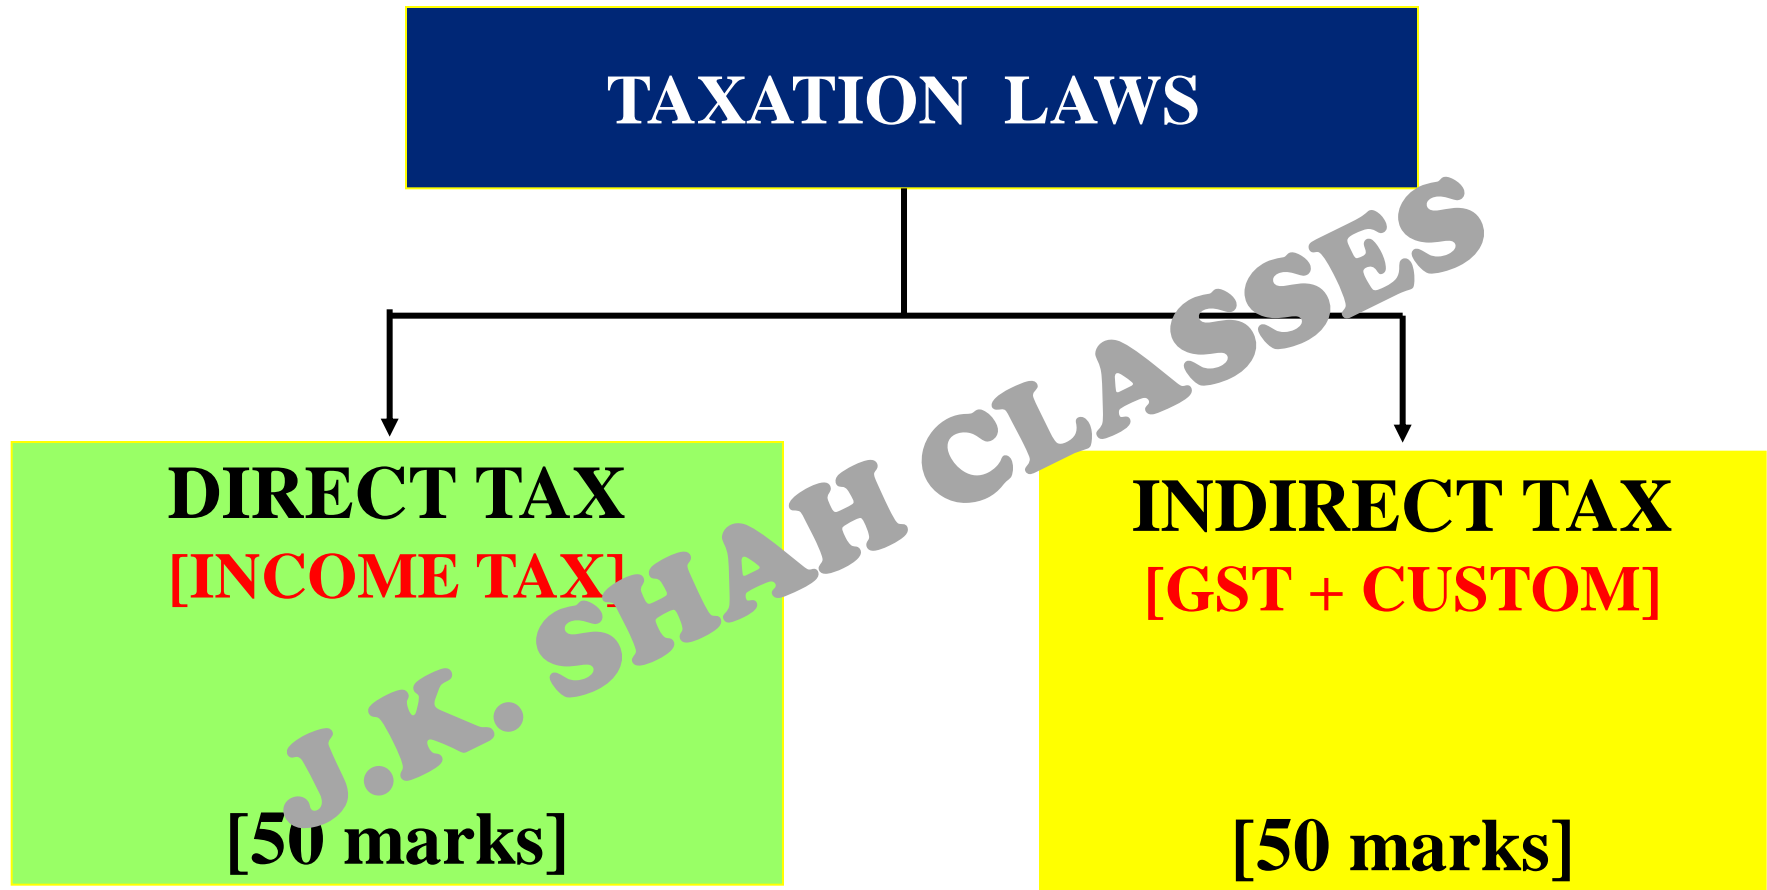 TAXATION LAWS
DIRECT TAX
[INCOME TAX]
[50 marks]
INDIRECT TAX
[GST + CUSTOM]
[50 marks]
J.K. SHAH CLASSES